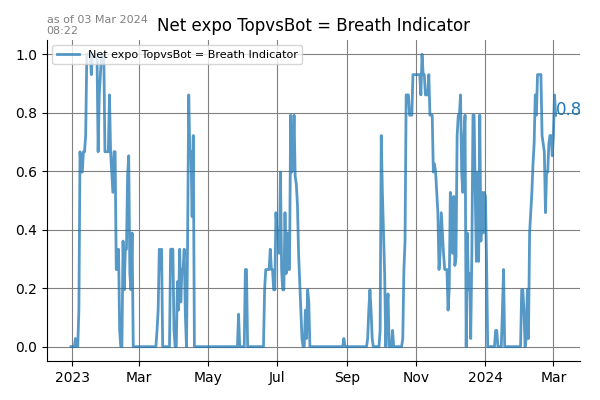 as of 03 Mar 2024
08:22
Net expo TopvsBot = Breath Indicator
Net expo TopvsBot = Breath Indicator
1.0
0.8
0.8
0.6
0.4
0.2
0.0
2023 Mar May Jul Sep Nov 2024 Mar